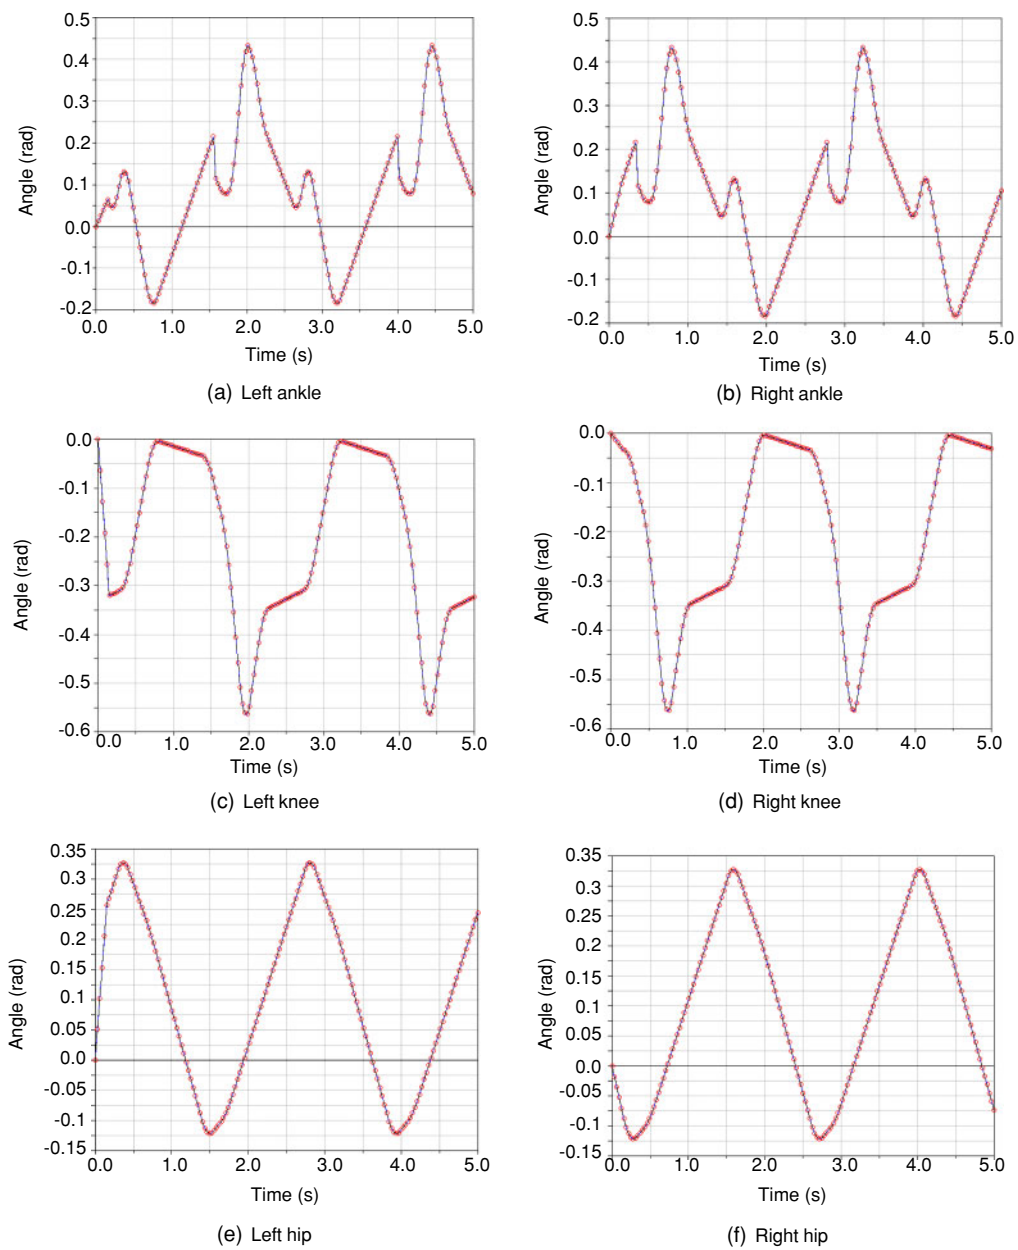 0.5
0.4
0.3
0.2
0.1
0.0
-0.1
-0.2
Angle (rad)
0.0 1.0 2.0 3.0 4.0 5.0
Time (s)
(a) Left ankle
0.5
0.4
0.3
0.2
0.1
0.0
-0.1
-0.2
Angle (rad)
0.0 1.0 2.0 3.0 4.0 5.0
Time (s)
(b) Right ankle
0.0
-0.1
-0.2
-0.3
-0.4
-0.5
-0.6
Angle (rad)
0.0 1.0 2.0 3.0 4.0 5.0
Time (s)
(c) Left knee
0.0
-0.1
-0.2
-0.3
-0.4
-0.5
-0.6
Angle (rad)
0.0 1.0 2.0 3.0 4.0 5.0
Time (s)
(d) Right knee
0.35
0.3
0.25
0.2
0.15
0.1
0.05
0.0
-0.05
-0.1
-0.15
Angle (rad)
0.0 1.0 2.0 3.0 4.0 5.0
Time (s)
(e) Left hip
0.35
0.3
0.25
0.2
0.15
0.1
0.05
0.0
-0.05
-0.1
-0.15
Angle (rad)
0.0 1.0 2.0 3.0 4.0 5.0
Time (s)
(f) Right hip